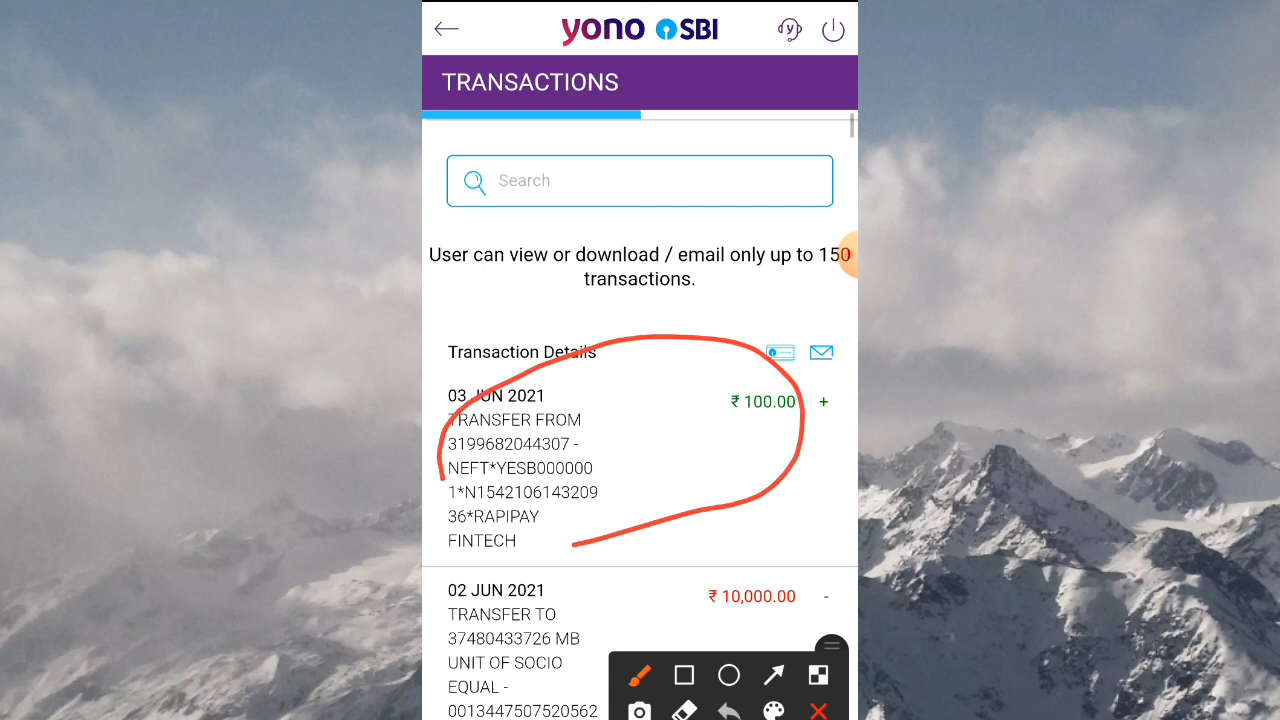 yono SBI
TRANSACTIONS
Search
User can view or download / email only up to 150
transactions.
Transaction Details
03 JUN 2021
₹ 100.00 +
TRANSFER FROM
3199682044307 -
NEFT*YESB000000
1*N1542106143209
36*RAPIPAY
FINTECH
02 JUN 2021
₹ 10,000.00 -
TRANSFER TO
37480433726 MB
UNIT OF SOCIO
EQUAL -
0013447507520562